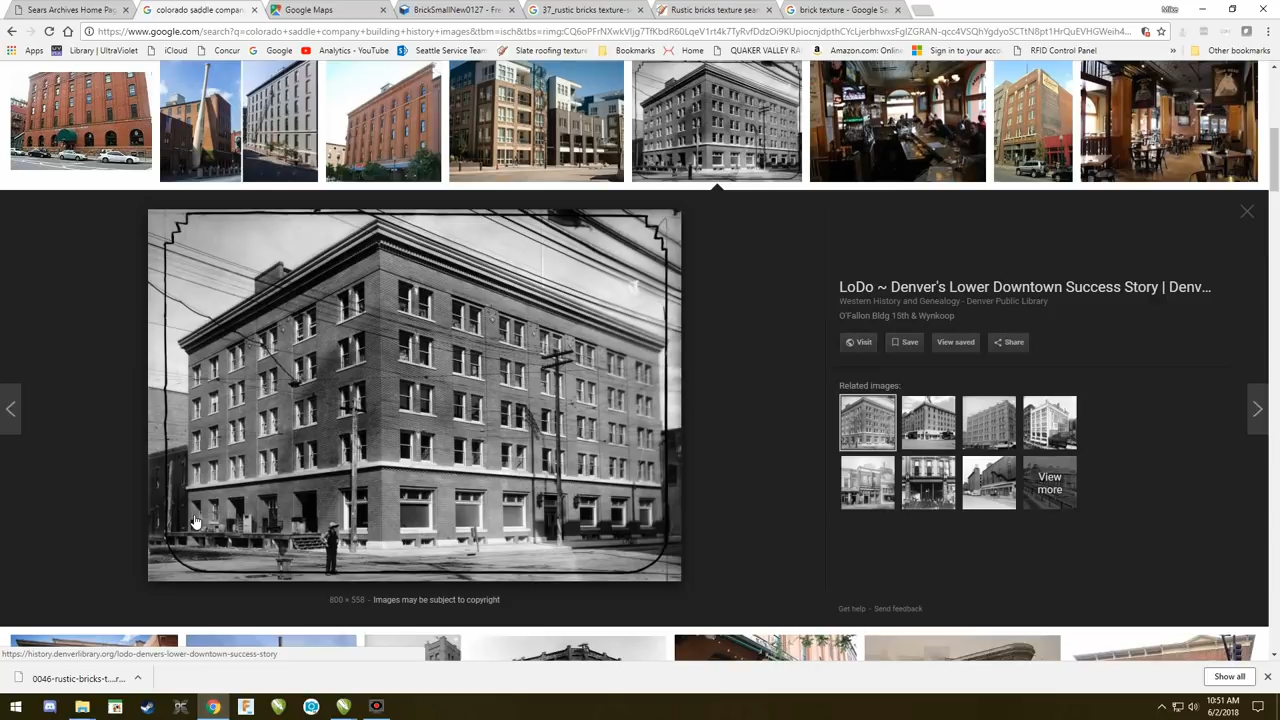 Sears Archives Home Pag
colorado saddle compan
Google Maps
BrickSmallNew0127 - Fre
37_rustic bricks texture-s
Rustic bricks texture sea
brick texture - Google Se
Mike
https://www.google.com/search?q=colorado+saddle+company+building+history+images&tbm=isch&tbs=rimg:
Apps
Library | UltraViolet
iCloud
Concur
Google
Analytics - YouTube
Seattle Service Team
Slate roofing texture
Bookmarks
Home
QUAKER VALLEY RA
Amazon.com: Online
Sign in to your acco
RFID Control Panel
Other bookmarks
LoDo ~ Denver's Lower Downtown Success Story | Denv...
Western History and Genealogy - Denver Public Library
O'Fallon Bldg 15th & Wynkoop
Visit
Save
View saved
Share
Related images:
View more
800 × 558 - Images may be subject to copyright
Get help - Send feedback
https://history.denverlibrary.org/lodo-denvers-lower-downtown-success-story
0046-rustic-bricks-t....r...
Show all
10:51 AM
6/2/2018